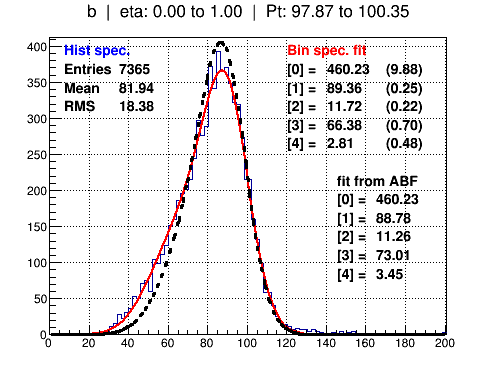 b | eta: 0.00 to 1.00 | Pt: 97.87 to 100.35
Hist spec.
Entries 7365
Mean 81.94
RMS 18.38
Bin spec. fit
[0] = 460.23 (9.88)
[1] = 89.36 (0.25)
[2] = 11.72 (0.22)
[3] = 66.38 (0.70)
[4] = 2.81 (0.48)
fit from ABF
[0] = 460.23
[1] = 88.78
[2] = 11.26
[3] = 73.01
[4] = 3.45
400
350
300
250
200
150
100
50
0
0 20 40 60 80 100 120 140 160 180 200